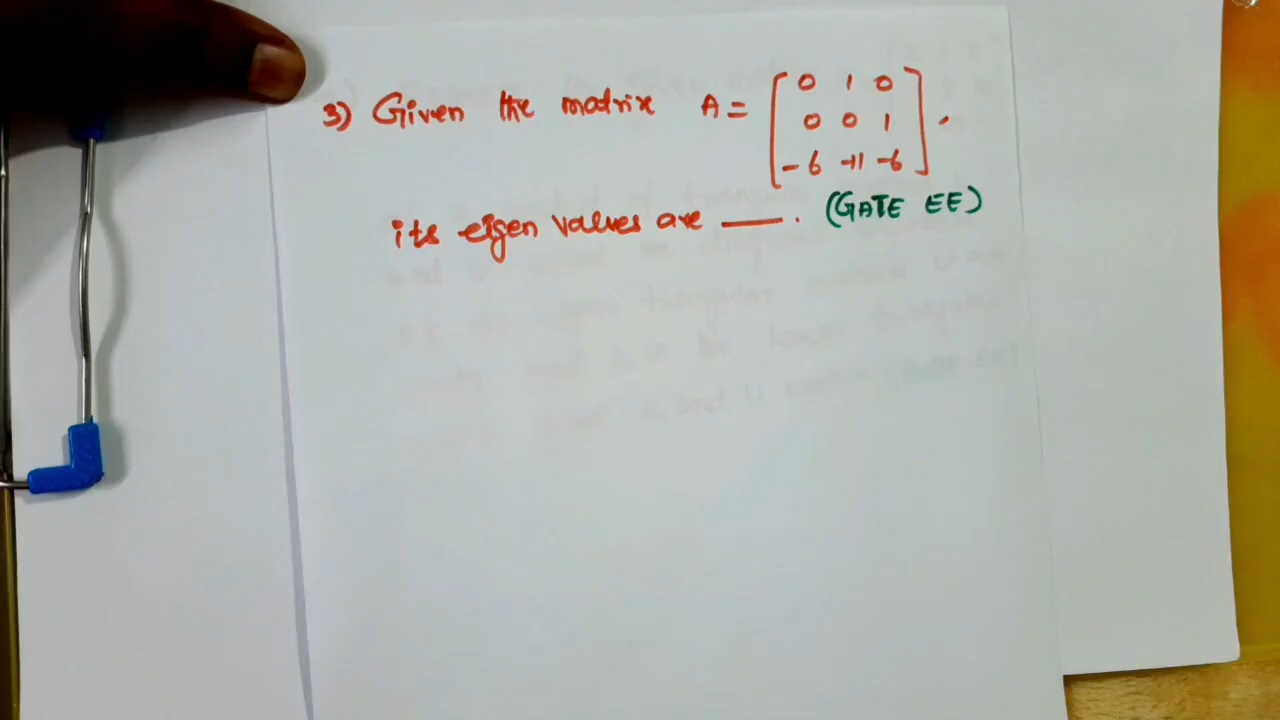 3) Given the matrix A = [ 0 1 0
0 0 1
-6 -11 -6 ].
its eigen values are ___. (GATE EE)